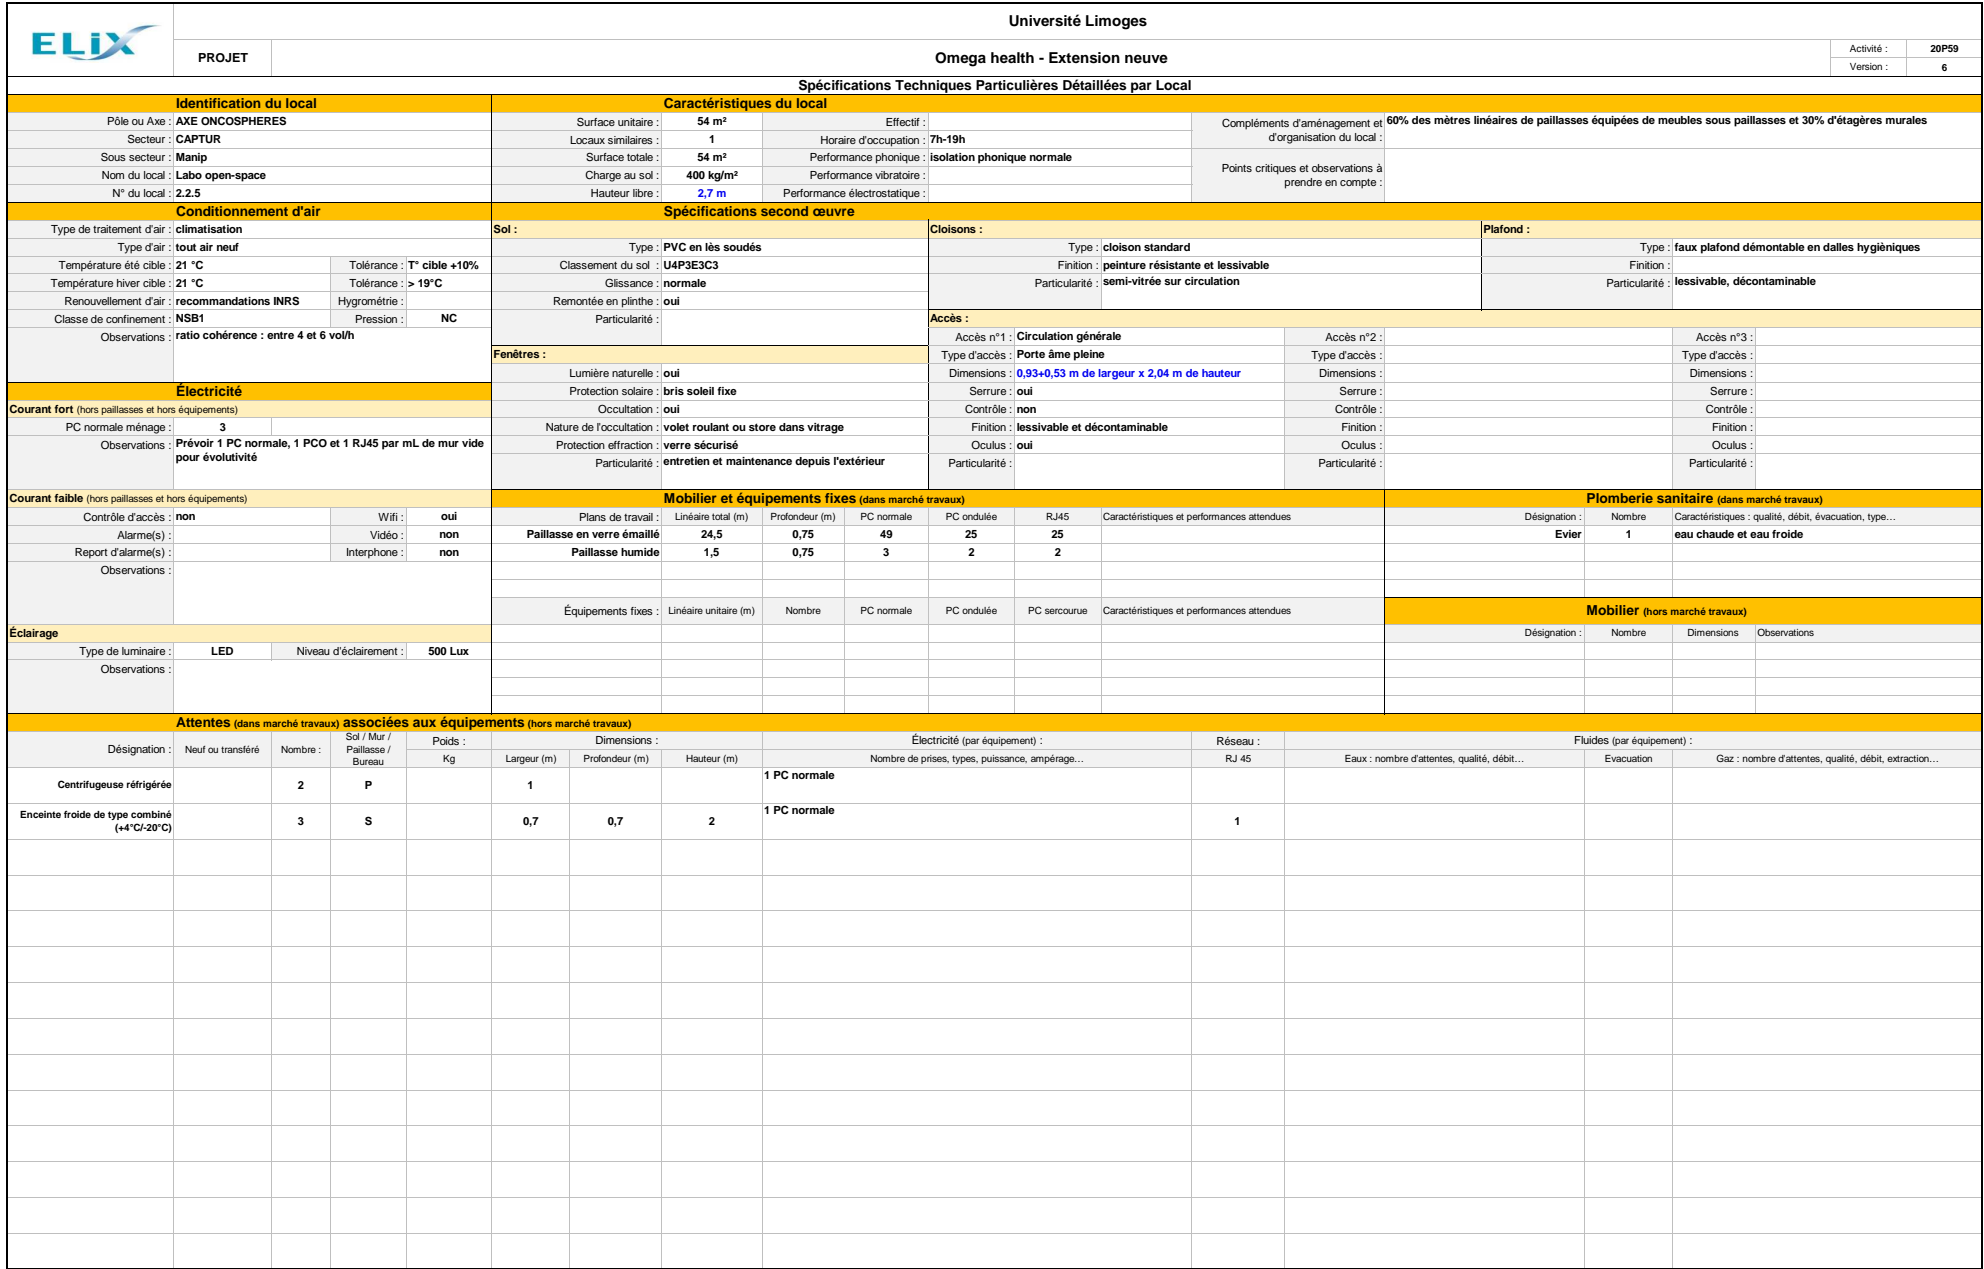 ELiX
Université Limoges
PROJET
Omega health - Extension neuve
Activité : 20P59
Version : 6
Spécifications Techniques Particulières Détaillées par Local
Identification du local
Pôle ou Axe : AXE ONCOSPHERES
Secteur : CAPTUR
Sous secteur : Manip
Nom du local : Labo open-space
N° du local : 2.2.5
Caractéristiques du local
Surface unitaire : 54 m² Effectif :
Locaux similaires : 1 Horaire d'occupation : 7h-19h
Surface totale : 54 m² Performance phonique : isolation phonique normale
Charge au sol : 400 kg/m² Performance vibratoire :
Hauteur libre : 2,7 m Performance électrostatique :
Compléments d'aménagement et d'organisation du local : 60% des mètres linéaires de paillasses équipées de meubles sous paillasses et 30% d'étagères murales
Points critiques et observations à prendre en compte :
Conditionnement d'air
Type de traitement d'air : climatisation
Type d'air : tout air neuf
Température été cible : 21 °C Tolérance : T° cible +10%
Température hiver cible : 21 °C Tolérance : > 19°C
Renouvellement d'air : recommandations INRS Hygrométrie :
Classe de confinement : NSB1 Pression : NC
Observations : ratio cohérence : entre 4 et 6 vol/h
Spécifications second œuvre
Sol :
Type : PVC en lès soudés
Classement du sol : U4P3E3C3
Glissance : normale
Remontée en plinthe : oui
Particularité :
Cloisons :
Type : cloison standard
Finition : peinture résistante et lessivable
Particularité : semi-vitrée sur circulation
Plafond :
Type : faux plafond démontable en dalles hygièniques
Finition :
Particularité : lessivable, décontaminable
Fenêtres :
Lumière naturelle : oui
Protection solaire : bris soleil fixe
Occultation : oui
Nature de l'occultation : volet roulant ou store dans vitrage
Protection effraction : verre sécurisé
Particularité : entretien et maintenance depuis l'extérieur
Accès :
Accès n°1 : Circulation générale Accès n°2 : Accès n°3 :
Type d'accès : Porte âme pleine Type d'accès : Type d'accès :
Dimensions : 0,93+0,53 m de largeur x 2,04 m de hauteur Dimensions : Dimensions :
Serrure : oui Serrure : Serrure :
Contrôle : non Contrôle : Contrôle :
Finition : lessivable et décontaminable Finition : Finition :
Oculus : oui Oculus : Oculus :
Particularité : Particularité : Particularité :
Électricité
Courant fort (hors paillasses et hors équipements)
PC normale ménage : 3
Observations : Prévoir 1 PC normale, 1 PCO et 1 RJ45 par mL de mur vide
pour évolutivité
Courant faible (hors paillasses et hors équipements)
Contrôle d'accès : non Wifi : oui
Alarme(s) : Vidéo : non
Report d'alarme(s) : Interphone : non
Observations :
Éclairage
Type de luminaire : LED Niveau d'éclairement : 500 Lux
Observations :
Mobilier et équipements fixes (dans marché travaux)
Plans de travail : Linéaire total (m) Profondeur (m) PC normale PC ondulée RJ45 Caractéristiques et performances attendues
Paillasse en verre émaillé 24,5 0,75 49 25 25
Paillasse humide 1,5 0,75 3 2 2
Équipements fixes : Linéaire unitaire (m) Nombre PC normale PC ondulée PC sercourue Caractéristiques et performances attendues
Plomberie sanitaire (dans marché travaux)
Désignation : Nombre Caractéristiques : qualité, débit, évacuation, type…
Evier 1 eau chaude et eau froide
Mobilier (hors marché travaux)
Désignation : Nombre Dimensions Observations
Attentes (dans marché travaux) associées aux équipements (hors marché travaux)
Désignation : Neuf ou transféré Nombre : Sol / Mur / Paillasse / Bureau Poids : Dimensions : Électricité (par équipement) : Réseau : Fluides (par équipement) :
Kg Largeur (m) Profondeur (m) Hauteur (m) Nombre de prises, types, puissance, ampérage… RJ 45 Eaux : nombre d'attentes, qualité, débit… Evacuation Gaz : nombre d'attentes, qualité, débit, extraction…
Centrifugeuse réfrigérée 2 P 1 1 PC normale
Enceinte froide de type combiné (+4°C/-20°C) 3 S 0,7 0,7 2 1 PC normale 1